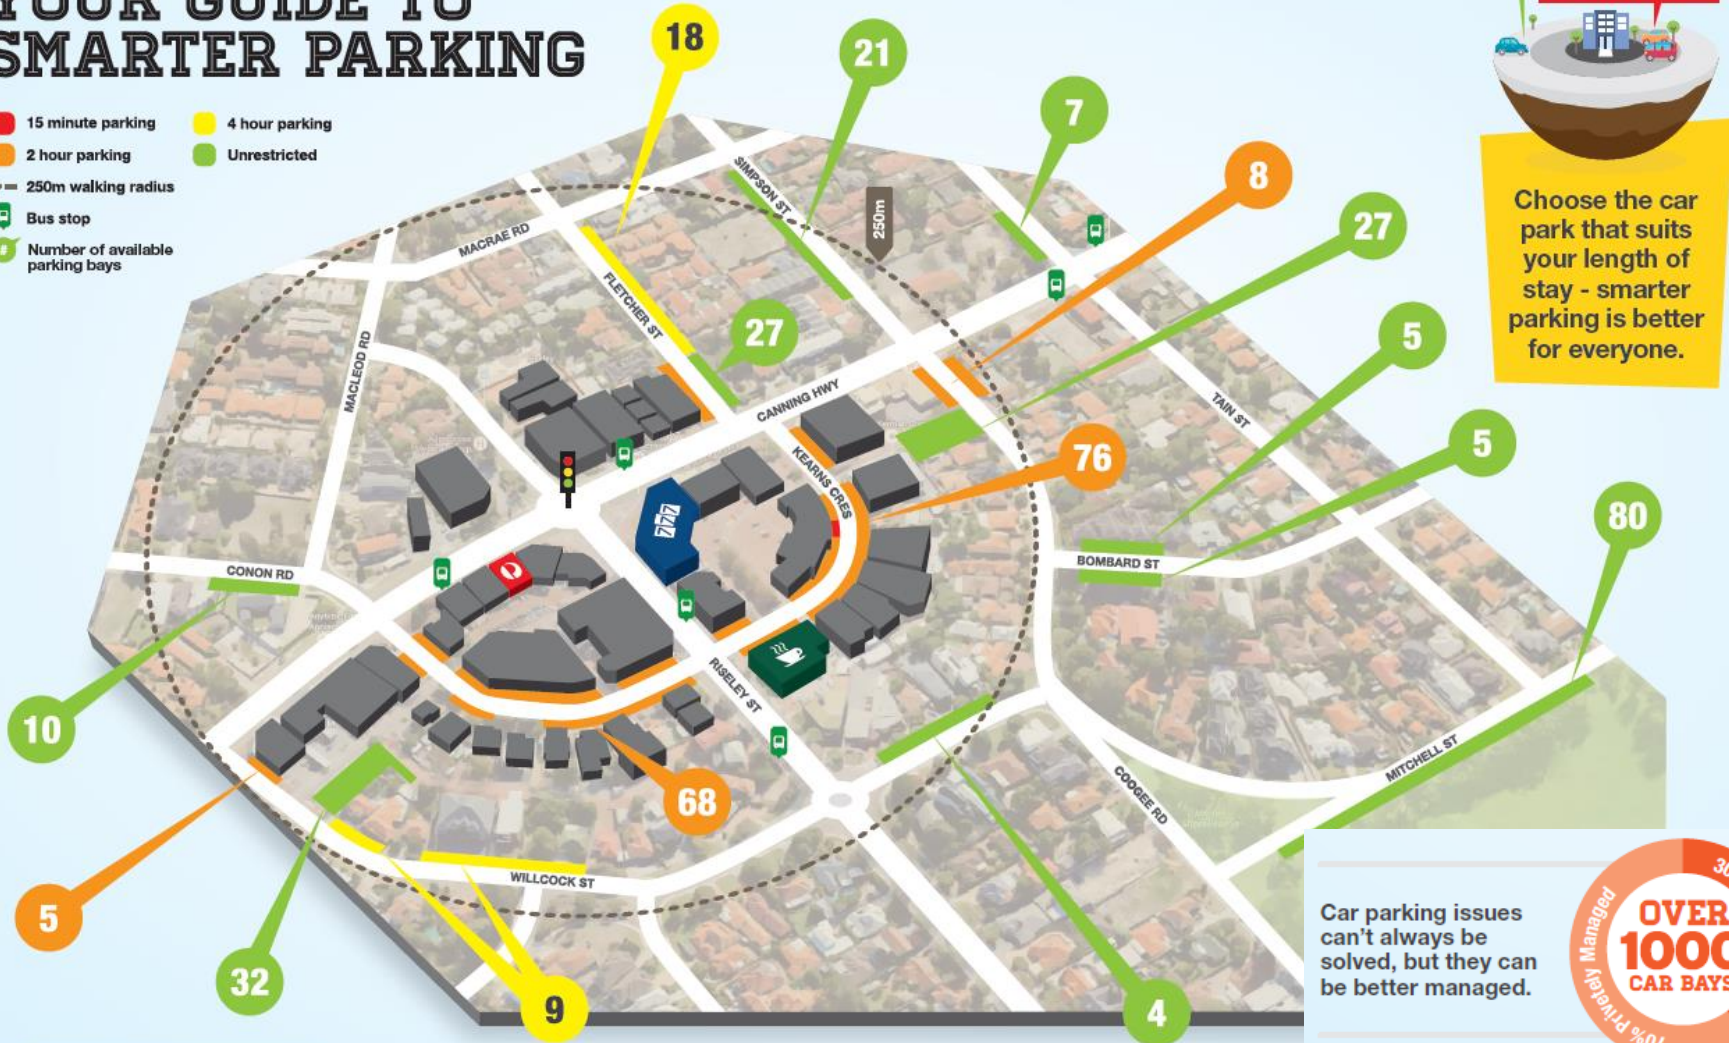 YOUR GUIDE TO
SMARTER PARKING
15 minute parking
4 hour parking
2 hour parking
Unrestricted
250m walking radius
Bus stop
#
Number of available
parking bays
18
21
7
8
27
27
5
5
80
76
68
10
5
32
9
4
250m
SIMPSON ST
MACRAE RD
FLETCHER ST
MACLEOD RD
CANNING HWY
KEARNS CRES
TAIN ST
BOMBARD ST
CONON RD
RISELEY ST
COOGEE RD
MITCHELL ST
WILLCOCK ST
777
Choose the car
park that suits
your length of
stay - smarter
parking is better
for everyone.
Car parking issues
can't always be
solved, but they can
be better managed.
OVER
1000
CAR BAYS
30
70% Privately Managed